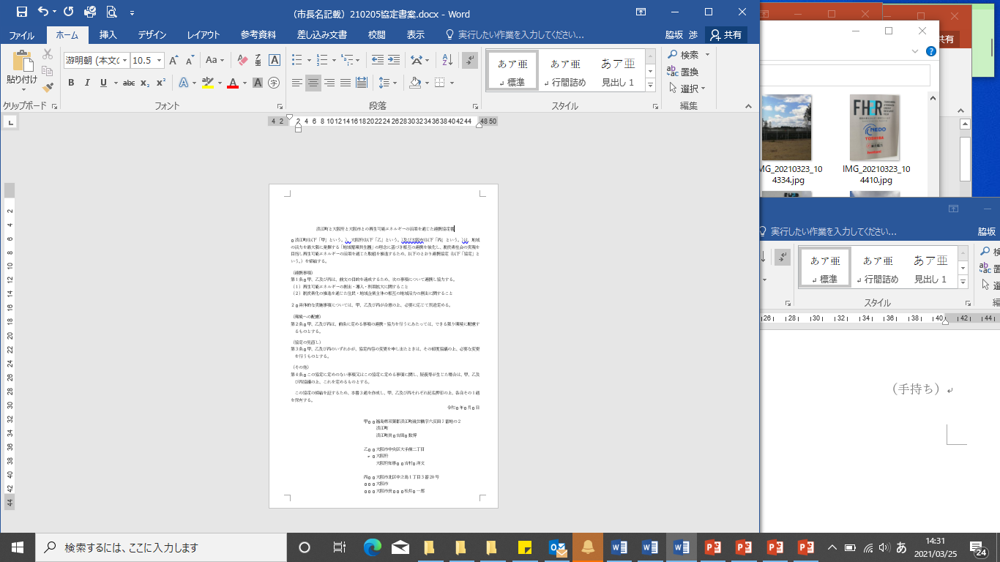 （市長名記載）210205協定書案.docx - Word
ファイル ホーム 挿入 デザイン レイアウト 参考資料 差し込み文書 校閲 表示 実行したい作業を入力してください... 脇坂 渉 共有
貼り付け
游明朝 (本文の 10.5
クリップボード フォント 段落 スタイル 編集
あア亜 標準
あア亜 行間詰め
あア亜 見出し 1
検索
置換
選択
浪江町と大阪府と大阪市との再生可能エネルギーの活用を通じた連携協定書
浪江町(以下「甲」という。)、大阪府(以下「乙」という。)及び大阪市(以下「丙」という。)は、地域
の活力を最大限に発揮する「地域循環共生圏」の理念に基づき相互の連携を強化し、脱炭素社会の実現を
目指し再生可能エネルギーの活用を通じた取組を推進するため、以下のとおり連携協定（以下「協定」と
いう。）を締結する。
（連携事項）
第１条 甲、乙及び丙は、前文の目的を達成するため、次の事項について連携し協力する。
（１）再生可能エネルギーの創出・導入・利用拡大に関すること
（２）脱炭素化の推進を通じた住民・地域企業主体の相互の地域活力の創出に関すること
２ 具体的な実施事項については、甲、乙及び丙が合意の上、必要に応じて別途定める。
（環境への配慮）
第２条 甲、乙及び丙は、前条に定める事項の連携・協力を行うにあたっては、できる限り環境に配慮す
るものとする。
（協定の見直し）
第３条 甲、乙及び丙のいずれかが、協定内容の変更を申し出たときは、その都度協議の上、必要な変更
を行うものとする。
（その他）
第４条 この協定に定めのない事項又はこの協定に定める事項に関し、疑義等が生じた場合は、甲、乙及
び丙協議の上、これを定めるものとする。
この協定の締結を証するため、本書３通を作成し、甲、乙及び丙それぞれ記名押印の上、各自その１通
を保有する。
令和 年 月 日
甲 福島県双葉郡浪江町大字幾世橋字六反田７番地の２
浪江町
浪江町長 吉田 数博
乙 大阪市中央区大手前二丁目
大阪府
大阪府知事 吉村 洋文
丙 大阪市北区中之島１丁目３番20号
大阪市
大阪市長 松井 一郎
共有
FH2R
NEDO
TOSHIBA
MG_20210323_104334.jpg
IMG_20210323_104410.jpg
実行したい作業を入力してください...
脇坂
あア亜 標準
あア亜 行間詰め
あア亜 見出し 1
スタイル
（手持ち）
検索するには、ここに入力します
あ
14:31
2021/03/25
24